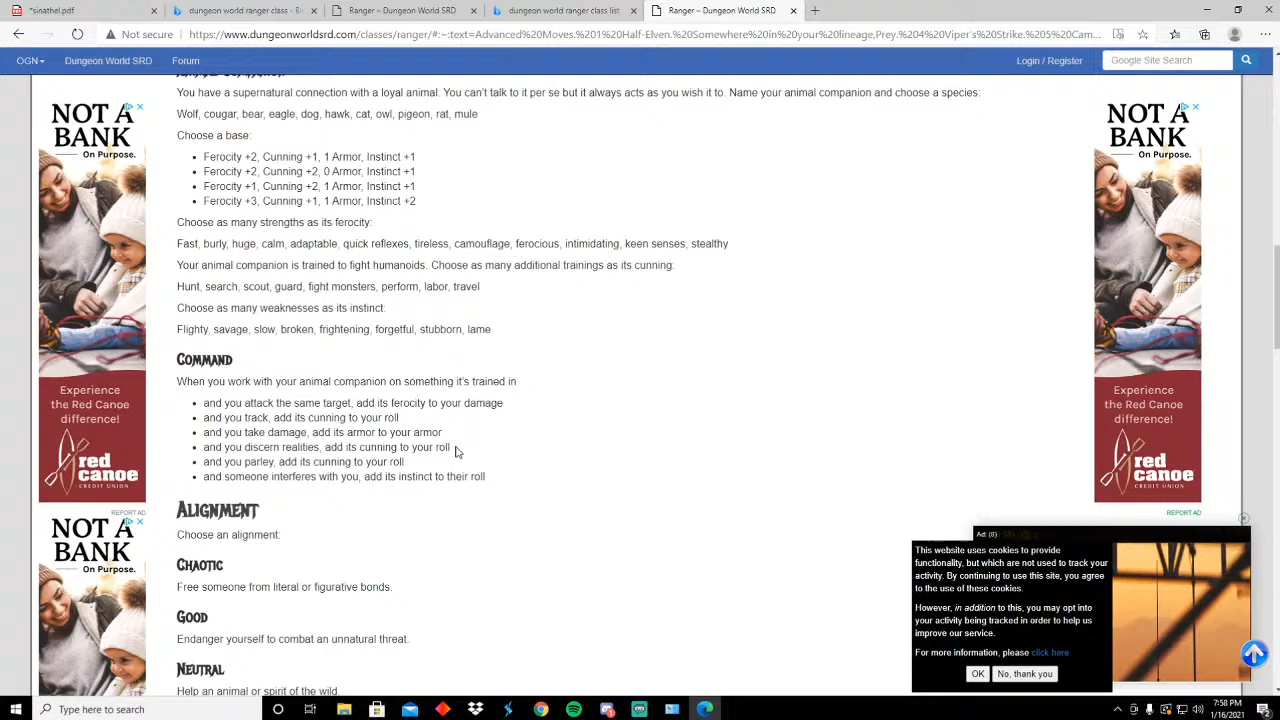 *snathef.pdf
dungeon world ranger class - Bi
Ranger – Dungeon World SRD
dungeon world ranger class list
Ranger – Dungeon World SRD
Not secure
https://www.dungeonworldsrd.com/classes/ranger/#:~:text=Advanced%20Moves.%201%20Half-Elven.%20Somewhere%20in%20your%20lineage,Prey.%204%20Viper's%20Strike.%205%20Cam...
OGN
Dungeon World SRD
Forum
Login / Register
Google Site Search
You have a supernatural connection with a loyal animal. You can't talk to it per se but it always acts as you wish it to. Name your animal companion and choose a species:
Wolf, cougar, bear, eagle, dog, hawk, cat, owl, pigeon, rat, mule
Choose a base:
Ferocity +2, Cunning +1, 1 Armor, Instinct +1
Ferocity +2, Cunning +2, 0 Armor, Instinct +1
Ferocity +1, Cunning +2, 1 Armor, Instinct +1
Ferocity +3, Cunning +1, 1 Armor, Instinct +2
Choose as many strengths as its ferocity:
Fast, burly, huge, calm, adaptable, quick reflexes, tireless, camouflage, ferocious, intimidating, keen senses, stealthy
Your animal companion is trained to fight humanoids. Choose as many additional trainings as its cunning:
Hunt, search, scout, guard, fight monsters, perform, labor, travel
Choose as many weaknesses as its instinct:
Flighty, savage, slow, broken, frightening, forgetful, stubborn, lame
Command
When you work with your animal companion on something it's trained in
and you attack the same target, add its ferocity to your damage
and you track, add its cunning to your roll
and you take damage, add its armor to your armor
and you discern realities, add its cunning to your roll
and you parley, add its cunning to your roll
and someone interferes with you, add its instinct to their roll
Alignment
Choose an alignment:
Chaotic
Free someone from literal or figurative bonds.
Good
Endanger yourself to combat an unnatural threat.
Neutral
Help an animal or spirit of the wild
NOT A
BANK
On Purpose.
Experience
the Red Canoe
difference!
red
canoe
CREDIT UNION
REPORT AD
NOT A
BANK
On Purpose.
NOT A
BANK
On Purpose.
Experience
the Red Canoe
difference!
red
canoe
CREDIT UNION
REPORT AD
Ad: (8)
This website uses cookies to provide
functionality, but which are not used to track your
activity. By continuing to use this site, you agree
to the use of these cookies.
However, in addition to this, you may opt into
your activity being tracked in order to help us
improve our service.
For more information, please click here
OK
No, thank you
Type here to search
7:58 PM
1/16/2021